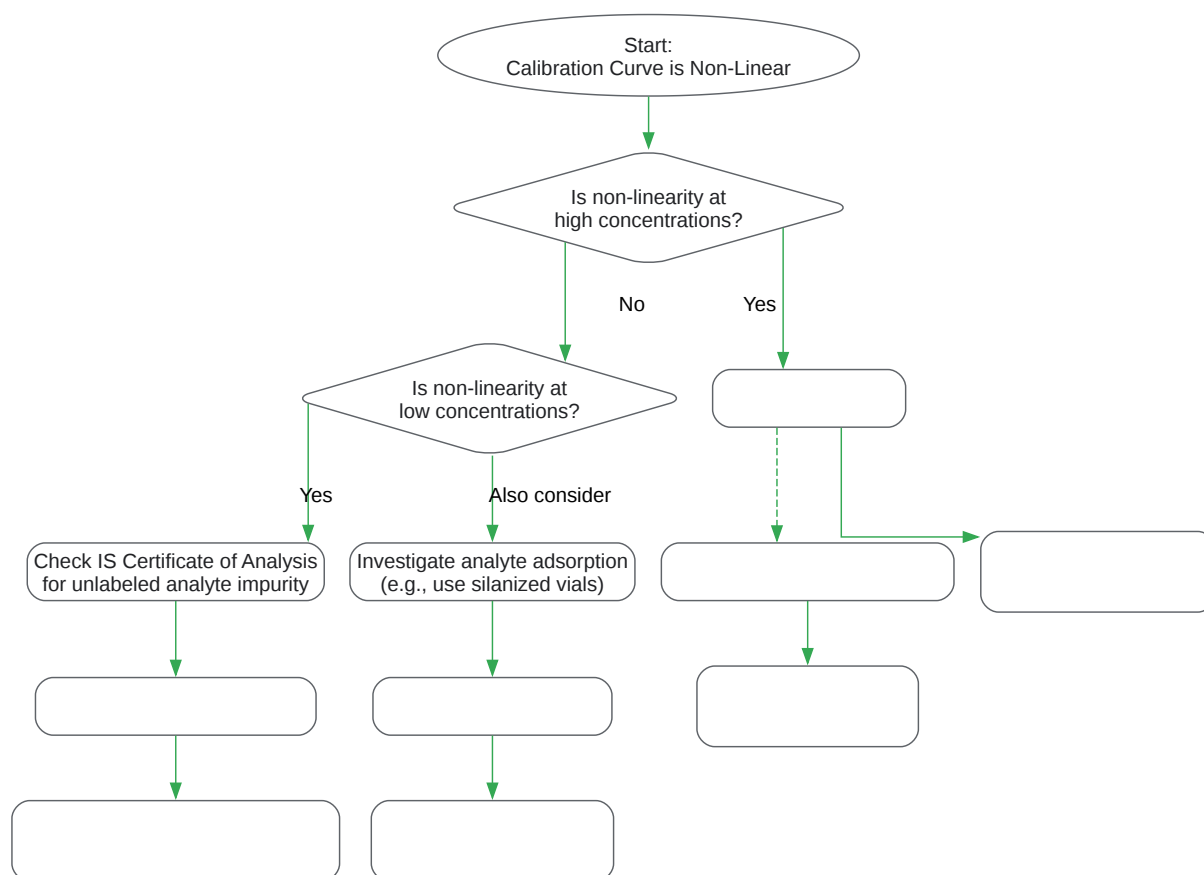 Start:
Calibration Curve is Non-Linear
Is non-linearity at
high concentrations?
No
Yes
Is non-linearity at
low concentrations?
Yes
Also consider
Check IS Certificate of Analysis
for unlabeled analyte impurity
Investigate analyte adsorption
(e.g., use silanized vials)